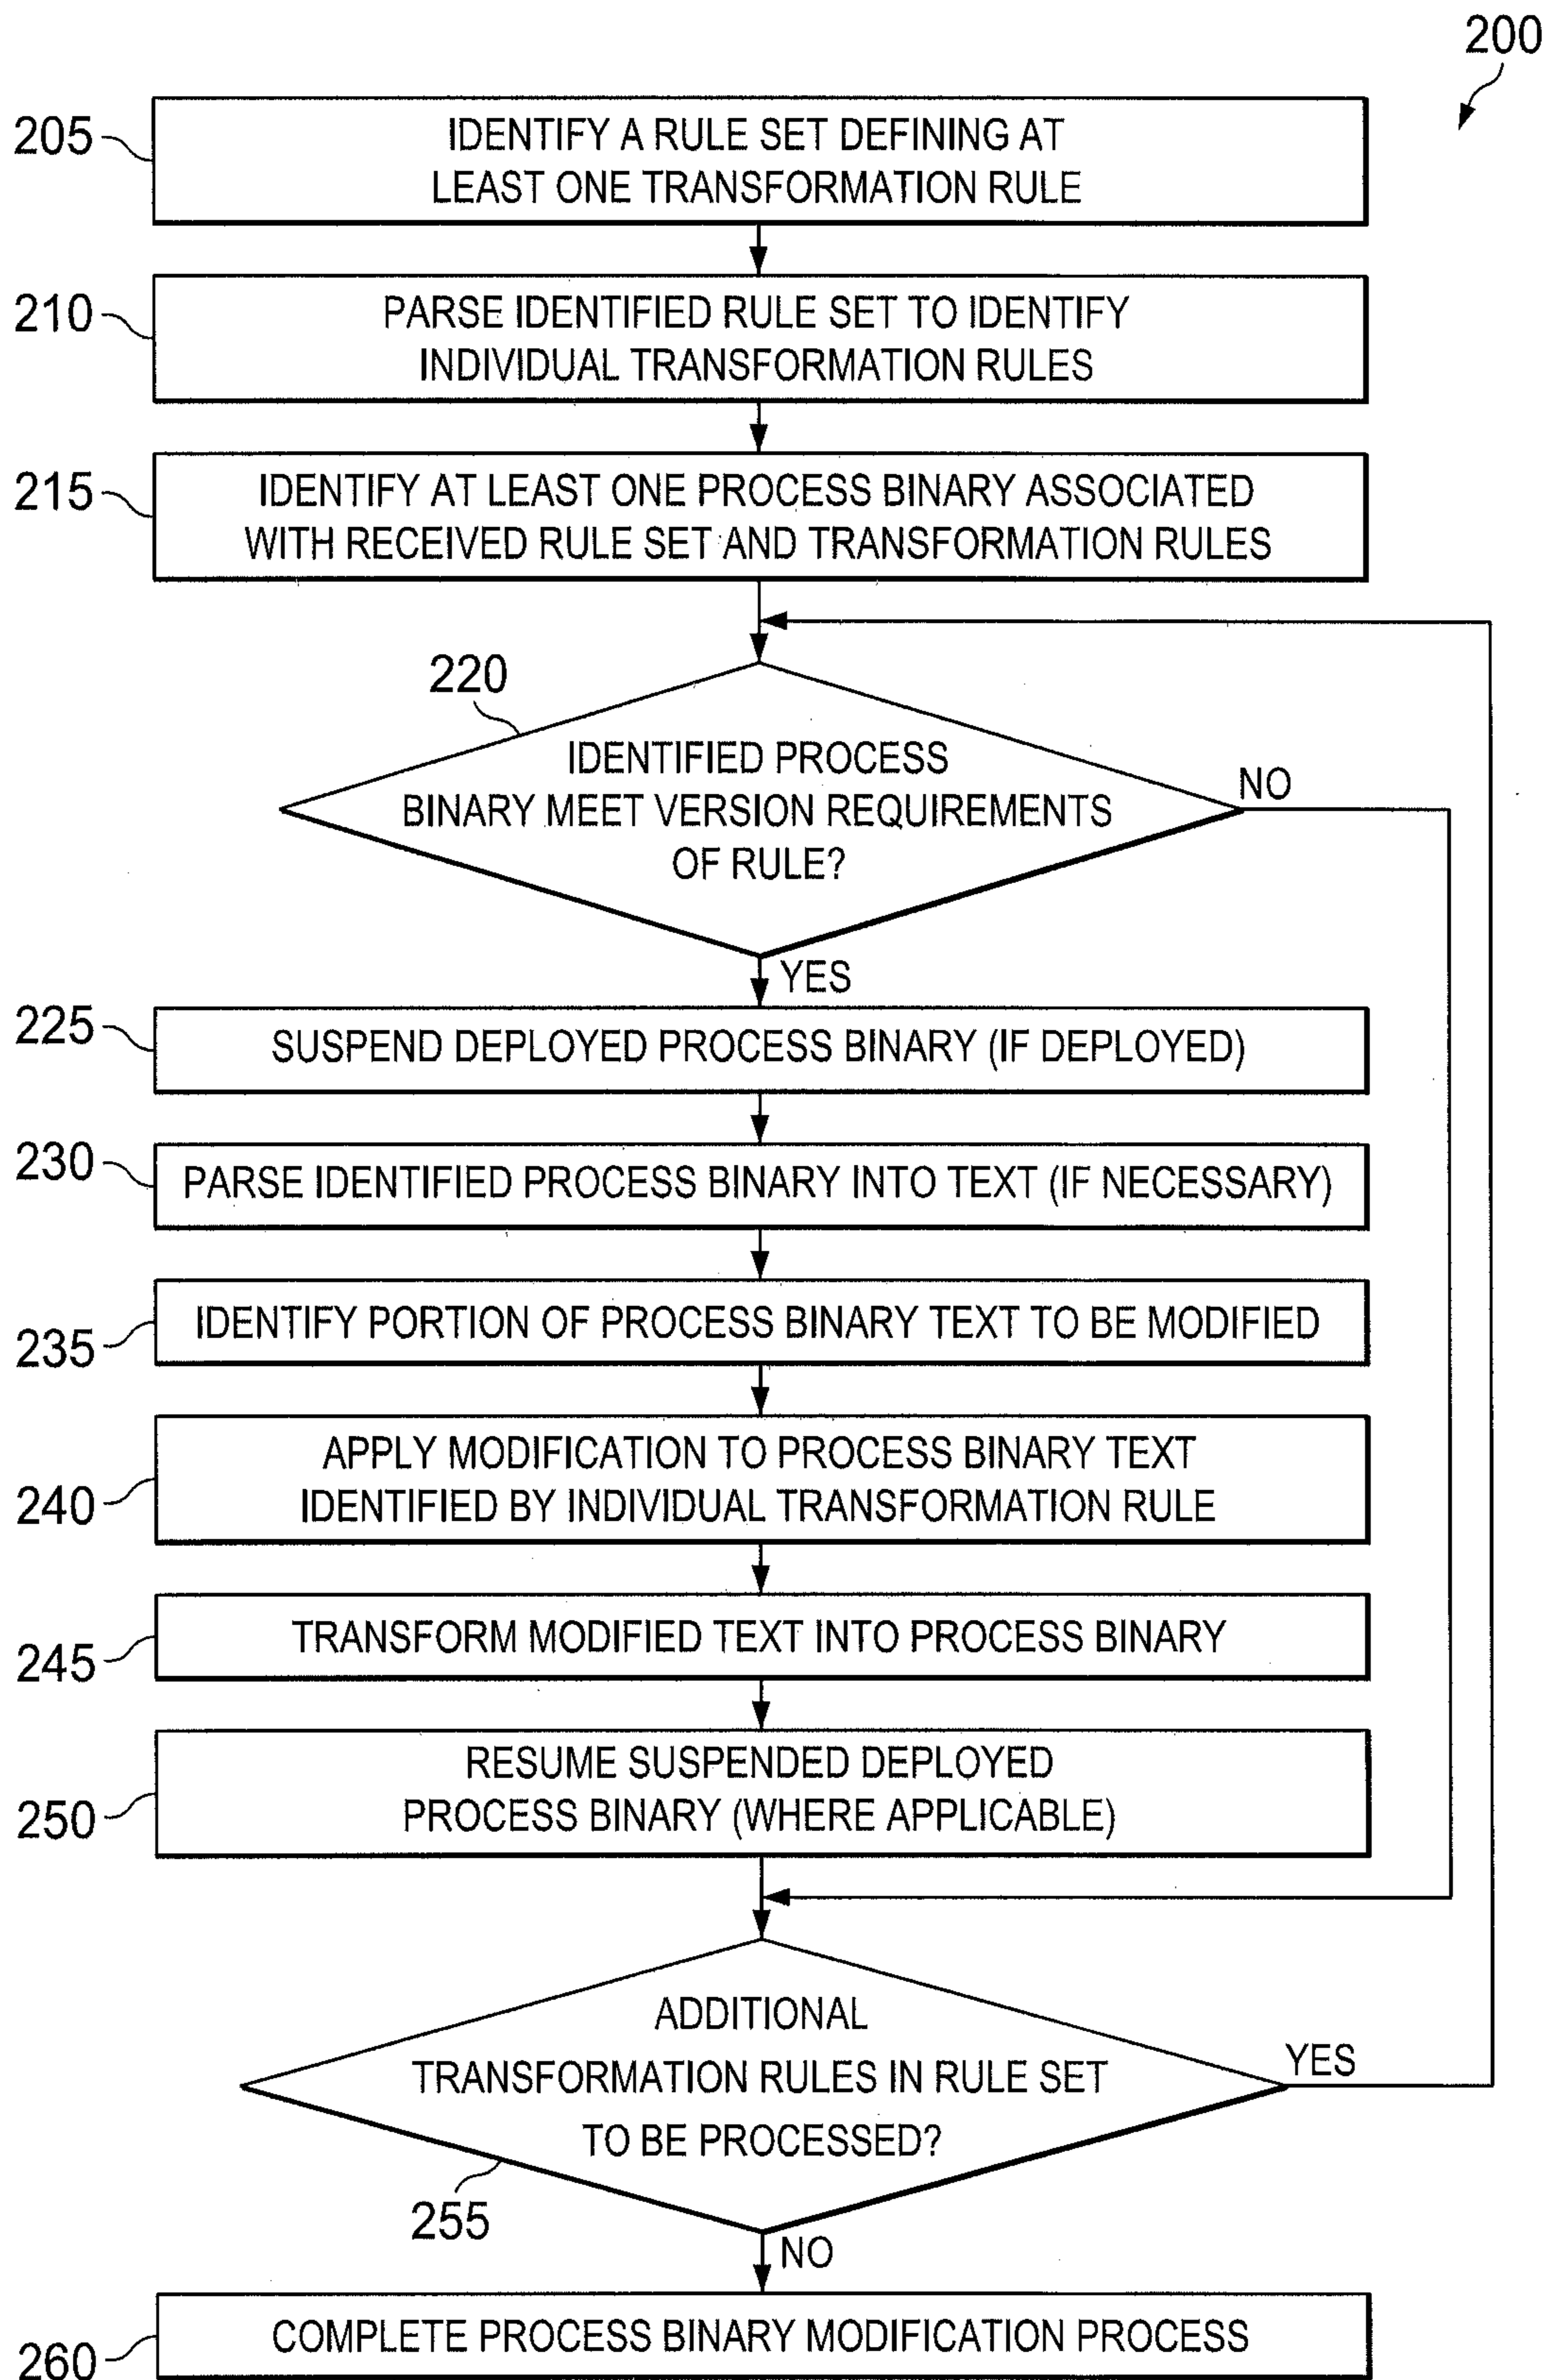 200
205
IDENTIFY A RULE SET DEFINING AT
LEAST ONE TRANSFORMATION RULE
210
PARSE IDENTIFIED RULE SET TO IDENTIFY
INDIVIDUAL TRANSFORMATION RULES
215
IDENTIFY AT LEAST ONE PROCESS BINARY ASSOCIATED
WITH RECEIVED RULE SET AND TRANSFORMATION RULES
220
IDENTIFIED PROCESS
BINARY MEET VERSION REQUIREMENTS
OF RULE?
NO
YES
225
SUSPEND DEPLOYED PROCESS BINARY (IF DEPLOYED)
230
PARSE IDENTIFIED PROCESS BINARY INTO TEXT (IF NECESSARY)
235
IDENTIFY PORTION OF PROCESS BINARY TEXT TO BE MODIFIED
240
APPLY MODIFICATION TO PROCESS BINARY TEXT
IDENTIFIED BY INDIVIDUAL TRANSFORMATION RULE
245
TRANSFORM MODIFIED TEXT INTO PROCESS BINARY
250
RESUME SUSPENDED DEPLOYED
PROCESS BINARY (WHERE APPLICABLE)
ADDITIONAL
TRANSFORMATION RULES IN RULE SET
TO BE PROCESSED?
YES
255
NO
260
COMPLETE PROCESS BINARY MODIFICATION PROCESS